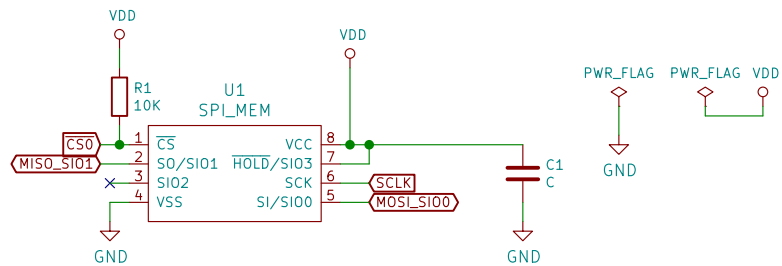 VDD
VDD
PWR_FLAG
PWR_FLAG
VDD
R1
10K
U1
SPI_MEM
CS0
1
CS
VCC
8
MISO_SIO1
2
SO/SIO1
HOLD/SIO3
7
3
SIO2
SCK
6
SCLK
4
VSS
SI/SIO0
5
MOSI_SIO0
C1
C
GND
GND
GND